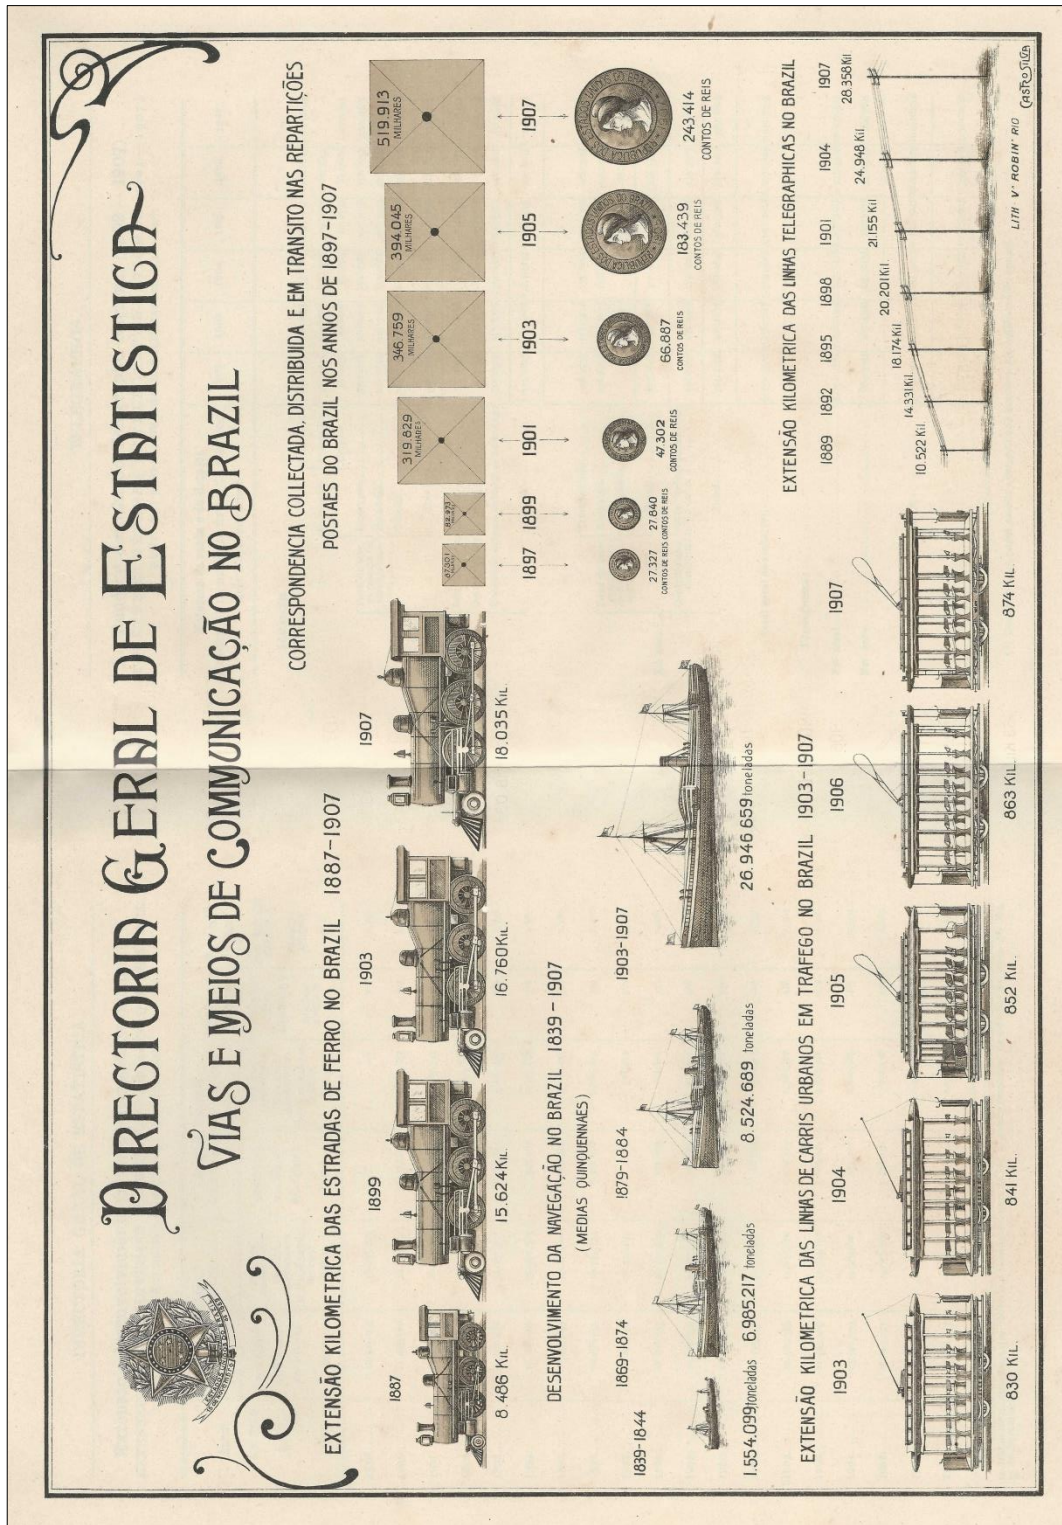 DIRECTORIA GERAL DE ESTATISTICA
VIAS E MEIOS DE COMMUNICAÇÃO NO BRAZIL
EXTENSÃO KILOMETRICA DAS ESTRADAS DE FERRO NO BRAZIL 1887-1907
1887
1899
1903
1907
8.486 KIL.
15.624 KIL.
16.760 KIL.
18.035 KIL.
CORRESPONDENCIA COLLECTADA, DISTRIBUIDA E EM TRANSITO NAS REPARTIÇÕES
POSTAES DO BRAZIL NOS ANNOS DE 1897-1907
87.301
82.973
319.829
MILHARES
346.759
MILHARES
394.045
MILHARES
519.913
MILHARES
1897
1899
1901
1903
1905
1907
27.327
CONTOS DE REIS
27.840
CONTOS DE REIS
47.302
CONTOS DE REIS
66.887
CONTOS DE REIS
183.439
CONTOS DE REIS
243.414
CONTOS DE REIS
DESENVOLVIMENTO DA NAVEGAÇÃO NO BRAZIL 1839-1907
(MEDIAS QUINQUENNAES)
1839-1844
1869-1874
1879-1884
1903-1907
1.554.099 toneladas
6.985.217 toneladas
8.524.689 toneladas
26.946.659 toneladas
EXTENSÃO KILOMETRICA DAS LINHAS DE CARRIS URBANOS EM TRAFEGO NO BRAZIL 1903-1907
1903
1904
1905
1906
1907
830 KIL.
841 KIL.
852 KIL.
863 KIL.
874 KIL.
EXTENSÃO KILOMETRICA DAS LINHAS TELEGRAPHICAS NO BRAZIL
1889
1892
1895
1898
1901
1904
1907
10.522 Kil.
14.331 Kil.
18.174 Kil
20.201 Kil.
21.155 Kil
24.948 Kil
28.358 Kil
LITH. Vª ROBIN' RIO
CASTRO SILVA